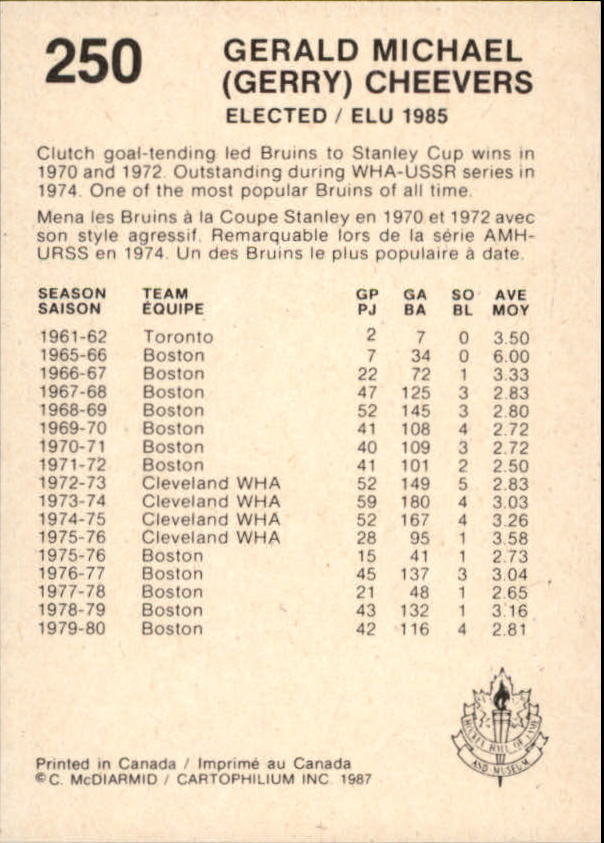 250
GERALD MICHAEL
(GERRY) CHEEVERS
ELECTED / ELU 1985
Clutch goal-tending led Bruins to Stanley Cup wins in
1970 and 1972. Outstanding during WHA-USSR series in
1974. One of the most popular Bruins of all time.
Mena les Bruins à la Coupe Stanley en 1970 et 1972 avec
son style agressif. Remarquable lors de la série AMH-
URSS en 1974. Un des Bruins le plus populaire à date.
SEASON TEAM GP GA SO AVE
SAISON ÉQUIPE PJ BA BL MOY
1961-62 Toronto 2 7 0 3.50
1965-66 Boston 7 34 0 6.00
1966-67 Boston 22 72 1 3.33
1967-68 Boston 47 125 3 2.83
1968-69 Boston 52 145 3 2.80
1969-70 Boston 41 108 4 2.72
1970-71 Boston 40 109 3 2.72
1971-72 Boston 41 101 2 2.50
1972-73 Cleveland WHA 52 149 5 2.83
1973-74 Cleveland WHA 59 180 4 3.03
1974-75 Cleveland WHA 52 167 4 3.26
1975-76 Cleveland WHA 28 95 1 3.58
1975-76 Boston 15 41 1 2.73
1976-77 Boston 45 137 3 3.04
1977-78 Boston 21 48 1 2.65
1978-79 Boston 43 132 1 3.16
1979-80 Boston 42 116 4 2.81
HOCKEY HALL OF FAME
AND MUSEUM
Printed in Canada / Imprimé au Canada
©C. McDIARMID / CARTOPHILIUM INC. 1987